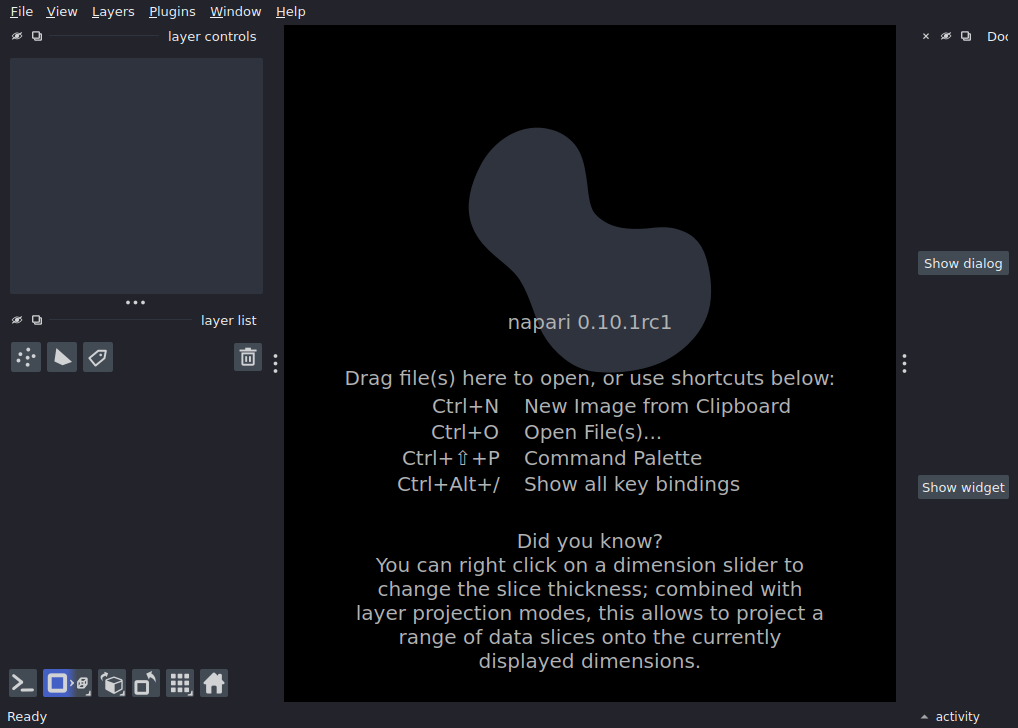 File View Layers Plugins Window Help
layer controls
Doc
layer list
Show dialog
Show widget
napari 0.10.1rc1
Drag file(s) here to open, or use shortcuts below:
Ctrl+N New Image from Clipboard
Ctrl+O Open File(s)...
Ctrl+⇧+P Command Palette
Ctrl+Alt+/ Show all key bindings
Did you know?
You can right click on a dimension slider to
change the slice thickness; combined with
layer projection modes, this allows to project a
range of data slices onto the currently
displayed dimensions.
Ready
activity